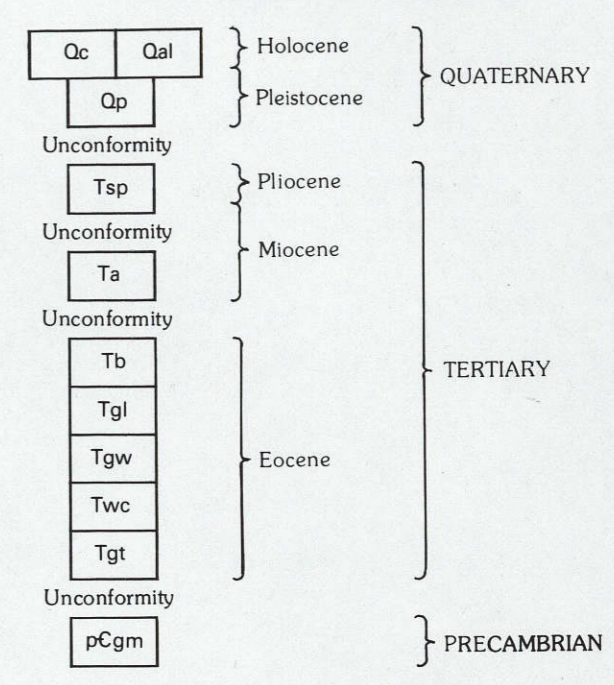 Qc Qal Holocene
QUATERNARY
Qp Pleistocene
Unconformity
Tsp Pliocene
Unconformity
Miocene
Ta
Unconformity
Tb
TERTIARY
Tgl
Tgw Eocene
Twc
Tgt
Unconformity
p€gm PRECAMBRIAN